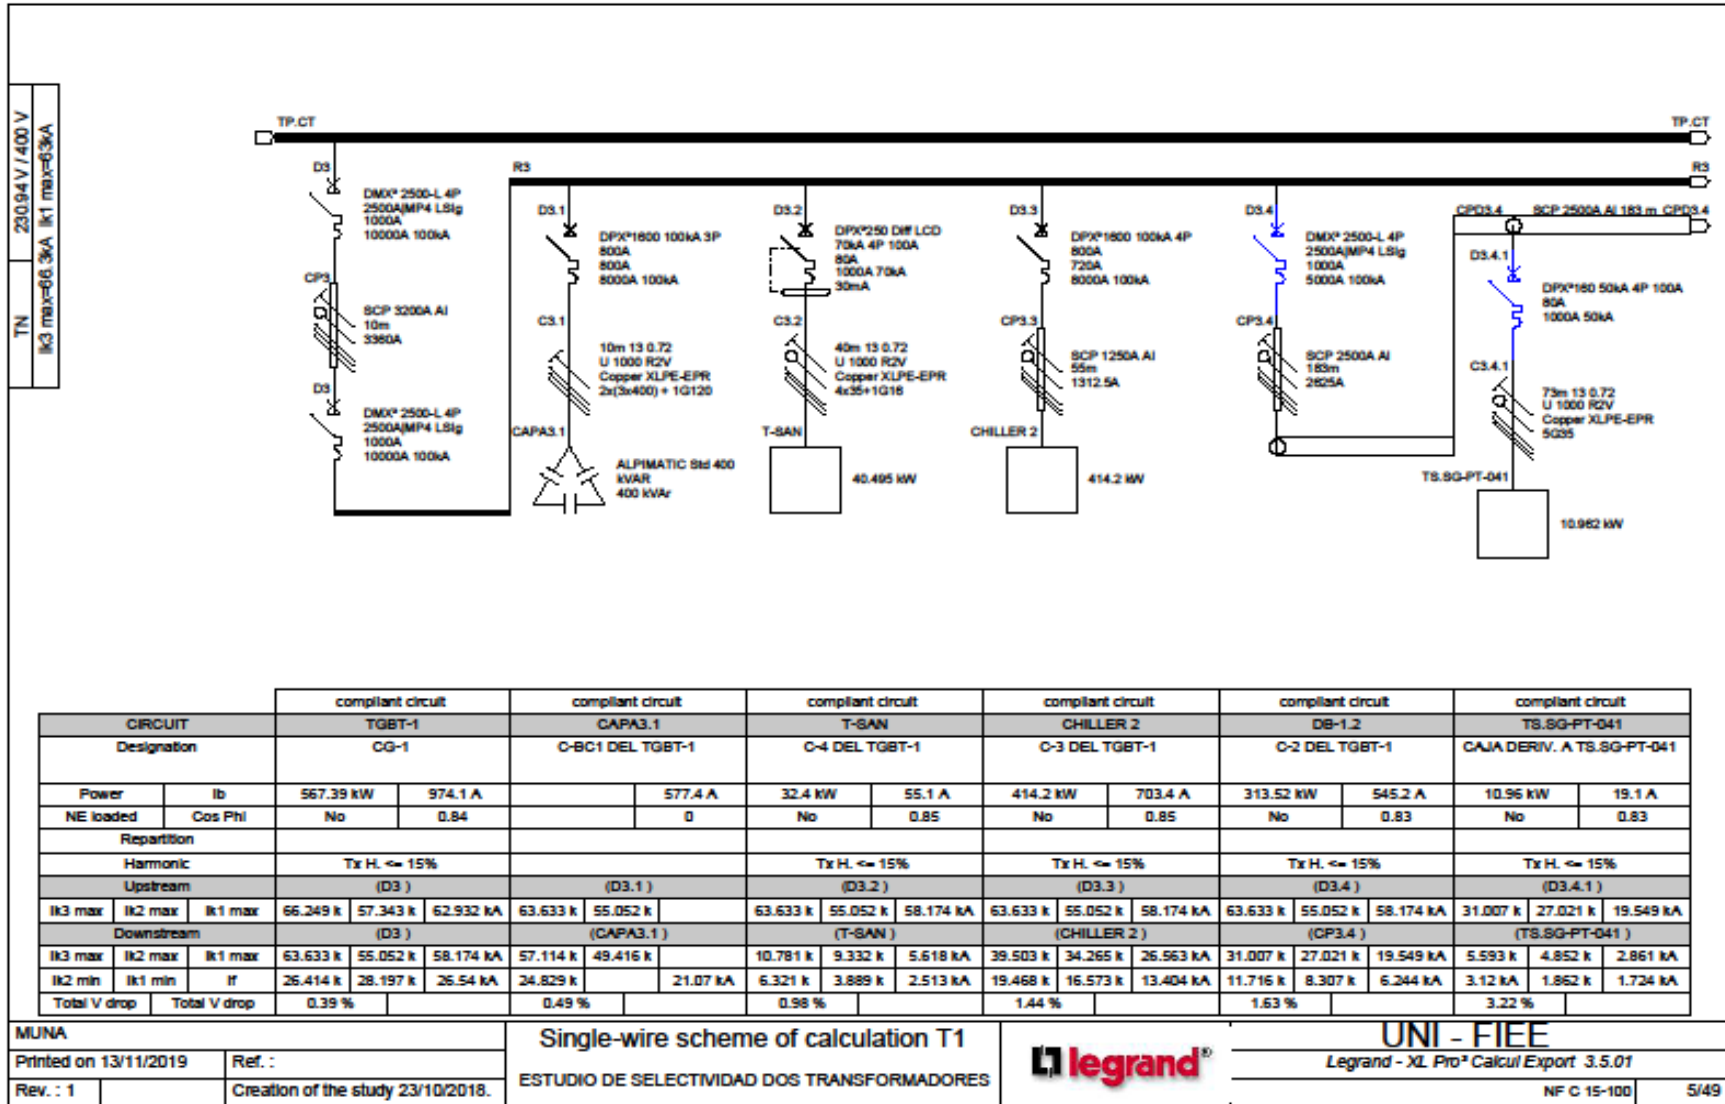 TN
230.94 V / 400 V
Ik3 max=66.3kA Ik1 max=63kA
TP.CT
TP.CT
R3
R3
D3
DMX³ 2500-L 4P
2500A|MP4 LSIg
1000A
10000A 100kA
CP3
SCP 3200A Al
10m
3360A
D3
DMX³ 2500-L 4P
2500A|MP4 LSIg
1000A
10000A 100kA
D3.1
DPX³1600 100kA 3P
800A
800A
8000A 100kA
C3.1
10m 13 0.72
U 1000 R2V
Copper XLPE-EPR
2x(3x400) + 1G120
CAPA3.1
ALPIMATIC Std 400
kVAR
400 kVAr
D3.2
DPX³250 Diff LCD
70kA 4P 100A
80A
1000A 70kA
30mA
C3.2
40m 13 0.72
U 1000 R2V
Copper XLPE-EPR
4x35+1G16
T-SAN
40.495 kW
D3.3
DPX³1600 100kA 4P
800A
720A
8000A 100kA
CP3.3
SCP 1250A Al
55m
1312.5A
CHILLER 2
414.2 kW
D3.4
DMX³ 2500-L 4P
2500A|MP4 LSIg
1000A
5000A 100kA
CP3.4
SCP 2500A Al
183m
2625A
CPD3.4 SCP 2500A Al 183 m CPD3.4
D3.4.1
DPX³160 50kA 4P 100A
80A
1000A 50kA
C3.4.1
73m 13 0.72
U 1000 R2V
Copper XLPE-EPR
5G35
TS.SG-PT-041
10.962 kW
compliant circuit compliant circuit compliant circuit compliant circuit compliant circuit compliant circuit
CIRCUIT TGBT-1 CAPA3.1 T-SAN CHILLER 2 DB-1.2 TS.SG-PT-041
Designation CG-1 C-BC1 DEL TGBT-1 C-4 DEL TGBT-1 C-3 DEL TGBT-1 C-2 DEL TGBT-1 CAJA DERIV. A TS.SG-PT-041
Power Ib 567.39 kW 974.1 A 577.4 A 32.4 kW 55.1 A 414.2 kW 703.4 A 313.52 kW 545.2 A 10.96 kW 19.1 A
NE loaded Cos Phi No 0.84 0 No 0.85 No 0.85 No 0.83 No 0.83
Repartition
Harmonic Tx H. <= 15% Tx H. <= 15% Tx H. <= 15% Tx H. <= 15% Tx H. <= 15%
Upstream (D3 ) (D3.1 ) (D3.2 ) (D3.3 ) (D3.4 ) (D3.4.1 )
Ik3 max Ik2 max Ik1 max 66.249 k 57.343 k 62.932 kA 63.633 k 55.052 k 63.633 k 55.052 k 58.174 kA 63.633 k 55.052 k 58.174 kA 63.633 k 55.052 k 58.174 kA 31.007 k 27.021 k 19.549 kA
Downstream (D3 ) (CAPA3.1 ) (T-SAN ) (CHILLER 2 ) (CP3.4 ) (TS.SG-PT-041 )
Ik3 max Ik2 max Ik1 max 63.633 k 55.052 k 58.174 kA 57.114 k 49.416 k 10.781 k 9.332 k 5.618 kA 39.503 k 34.265 k 26.563 kA 31.007 k 27.021 k 19.549 kA 5.593 k 4.852 k 2.861 kA
Ik2 min Ik1 min If 26.414 k 28.197 k 26.54 kA 24.829 k 21.07 kA 6.321 k 3.889 k 2.513 kA 19.468 k 16.573 k 13.404 kA 11.716 k 8.307 k 6.244 kA 3.12 kA 1.862 k 1.724 kA
Total V drop Total V drop 0.39 % 0.49 % 0.98 % 1.44 % 1.63 % 3.22 %
MUNA
Printed on 13/11/2019 Ref. :
Rev. : 1 Creation of the study 23/10/2018.
Single-wire scheme of calculation T1
ESTUDIO DE SELECTIVIDAD DOS TRANSFORMADORES
legrand®
UNI - FIEE
Legrand - XL Pro³ Calcul Export 3.5.01
NF C 15-100 5/49